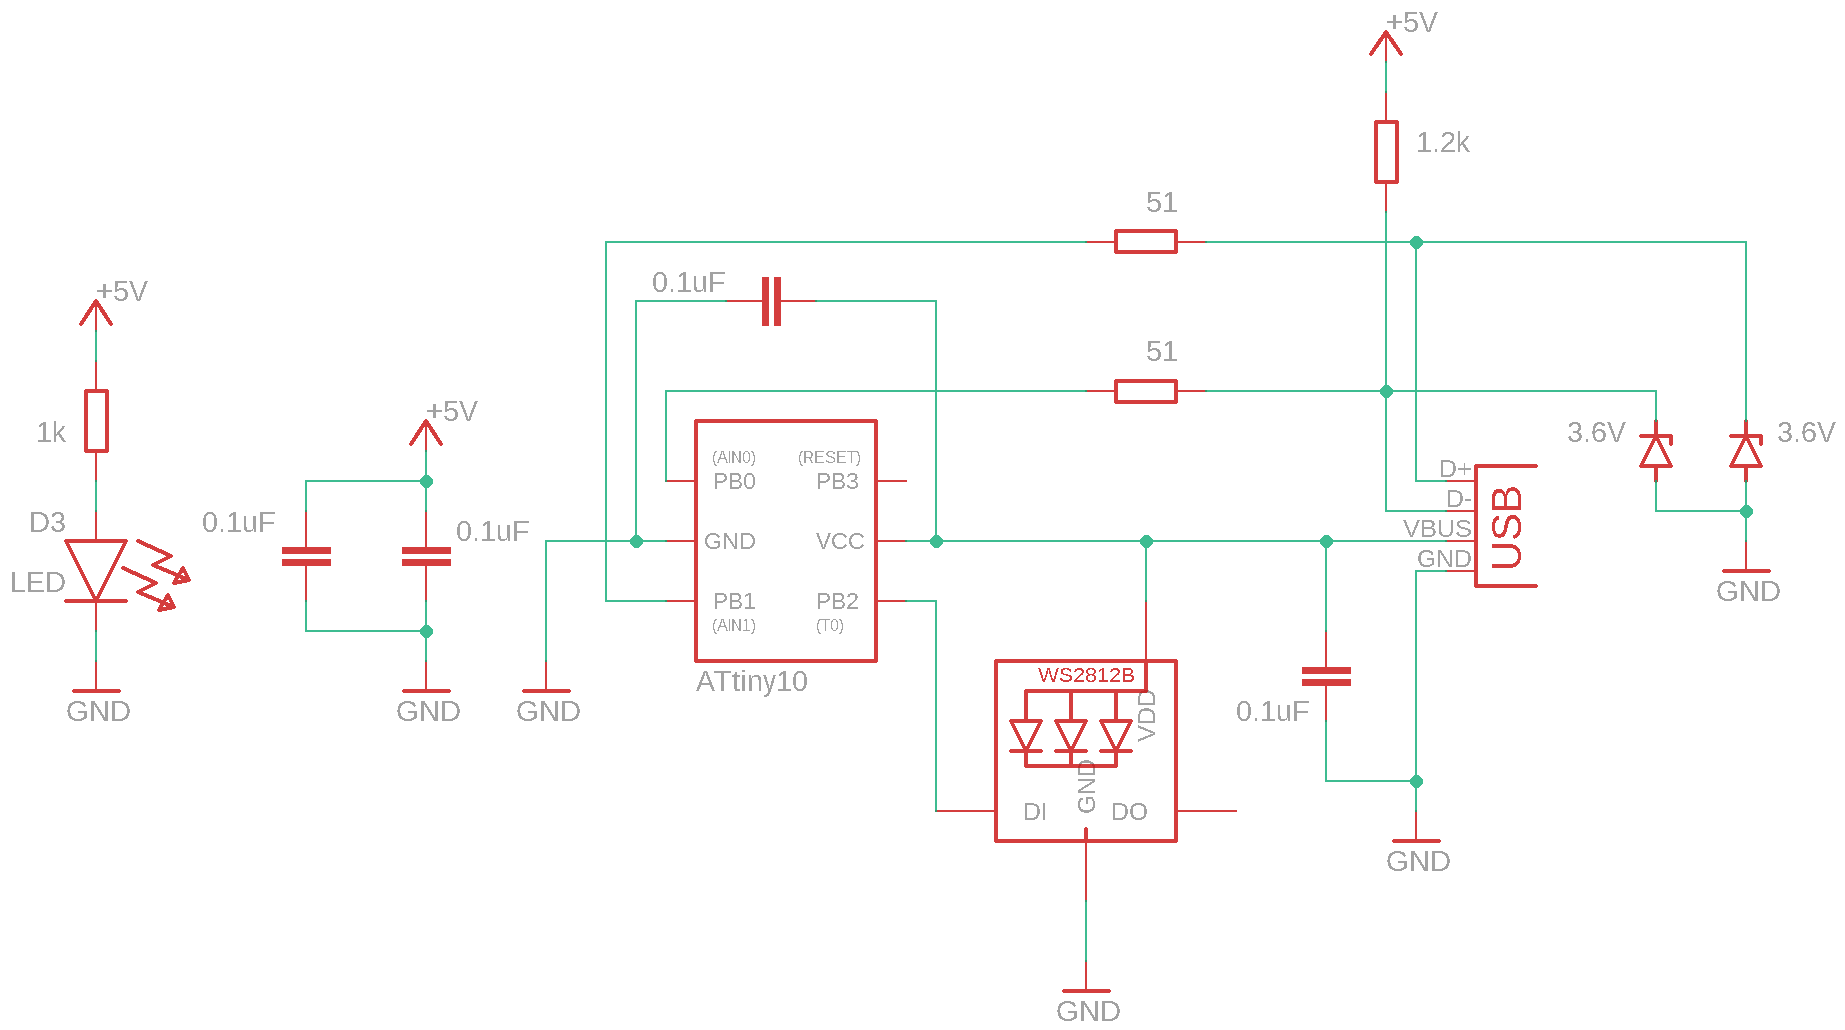 +5V
1.2k
51
+5V
0.1uF
51
1k
+5V
3.6V
3.6V
(AIN0)
(RESET)
PB0
PB3
D+
D-
VBUS
GND
USB
D3
LED
0.1uF
0.1uF
GND
VCC
PB1
PB2
(AIN1)
(T0)
ATtiny10
GND
GND
GND
GND
WS2812B
VDD
GND
DI
DO
0.1uF
GND
GND